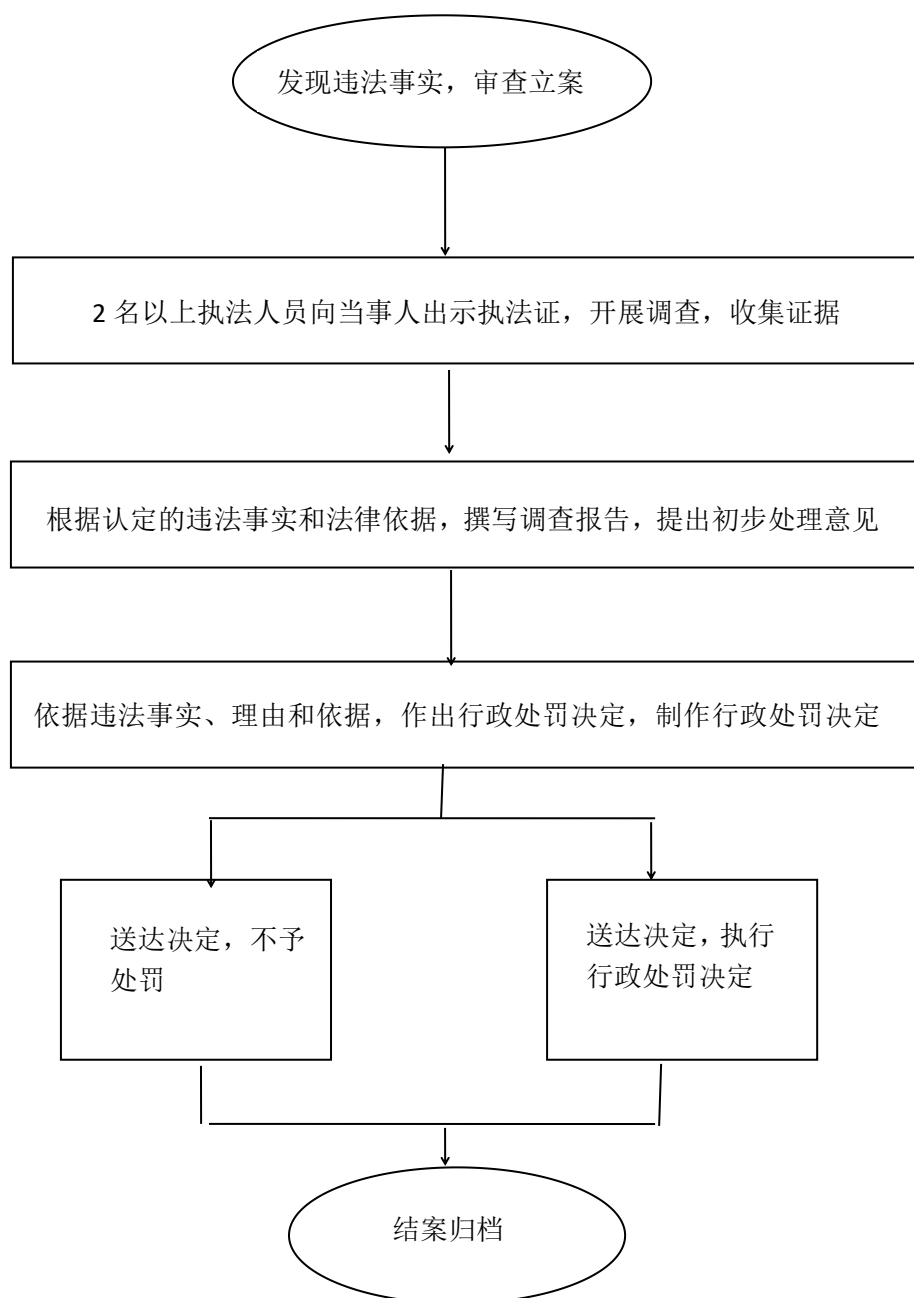 发现违法事实，审查立案
2 名以上执法人员向当事人出示执法证，开展调查，收集证据
根据认定的违法事实和法律依据，撰写调查报告，提出初步处理意见
依据违法事实、理由和依据，作出行政处罚决定，制作行政处罚决定
送达决定，不予
处罚
送达决定，执行
行政处罚决定
结案归档